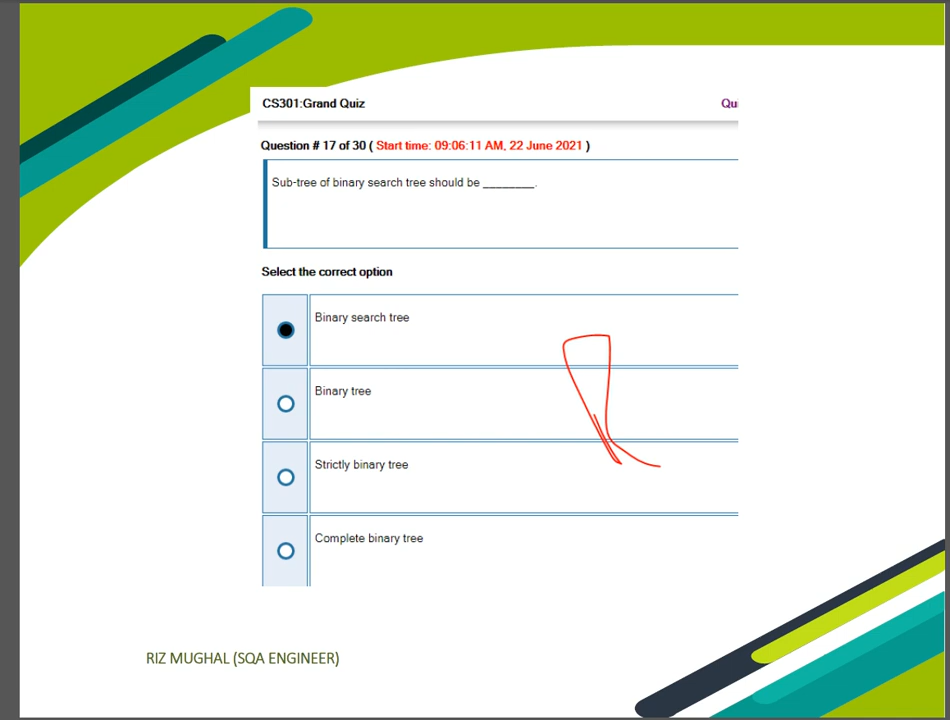 CS301:Grand Quiz
Question # 17 of 30 ( Start time: 09:06:11 AM, 22 June 2021 )
Sub-tree of binary search tree should be ________.
Select the correct option
Binary search tree
Binary tree
Strictly binary tree
Complete binary tree
RIZ MUGHAL (SQA ENGINEER)